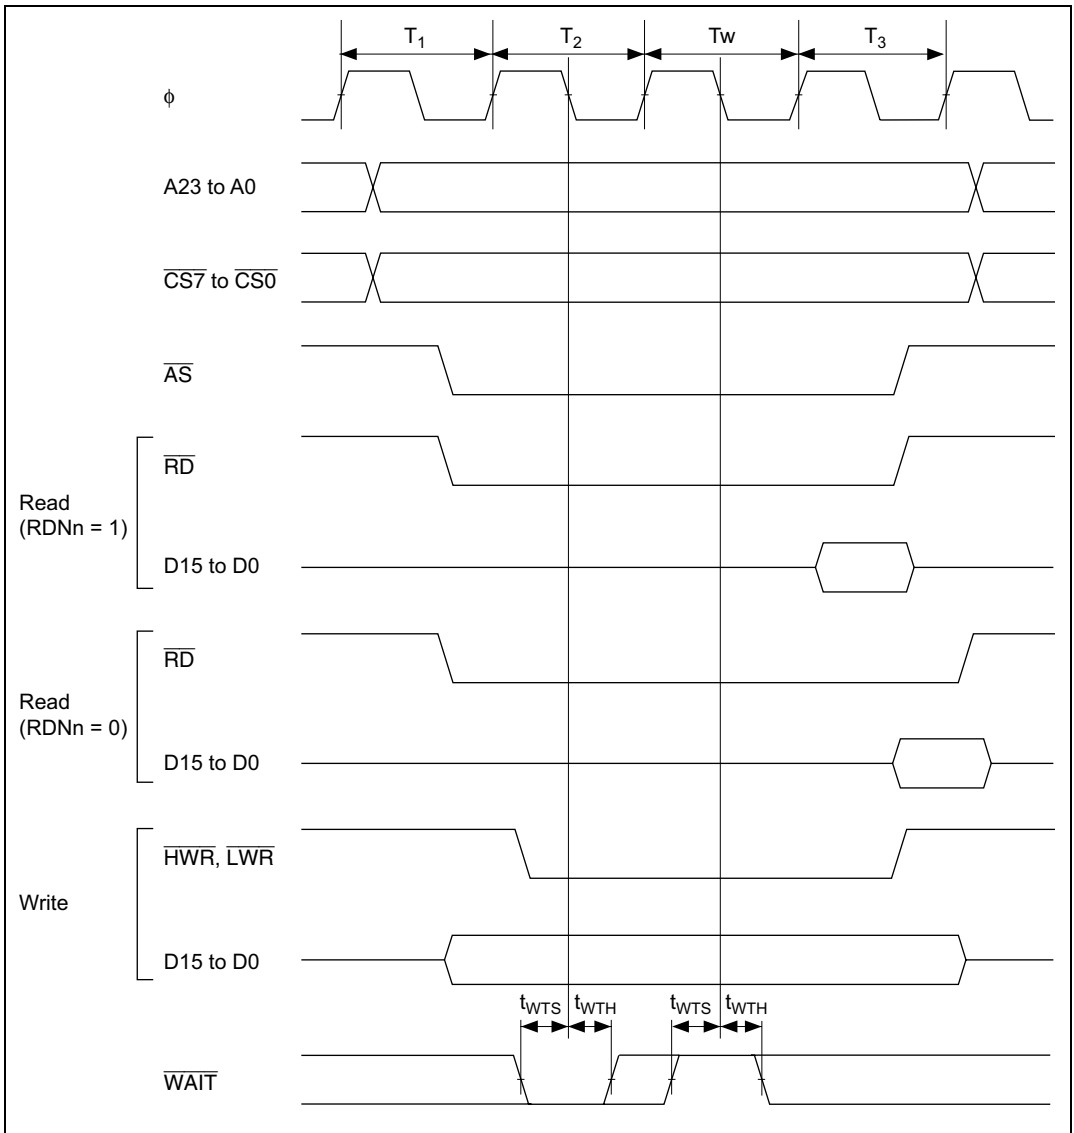 T1 T2 Tw T3
φ
A23 to A0
CS7 to CS0
AS
Read
(RDNn = 1)
RD
D15 to D0
Read
(RDNn = 0)
RD
D15 to D0
Write
HWR, LWR
D15 to D0
tWTS tWTH tWTS tWTH
WAIT